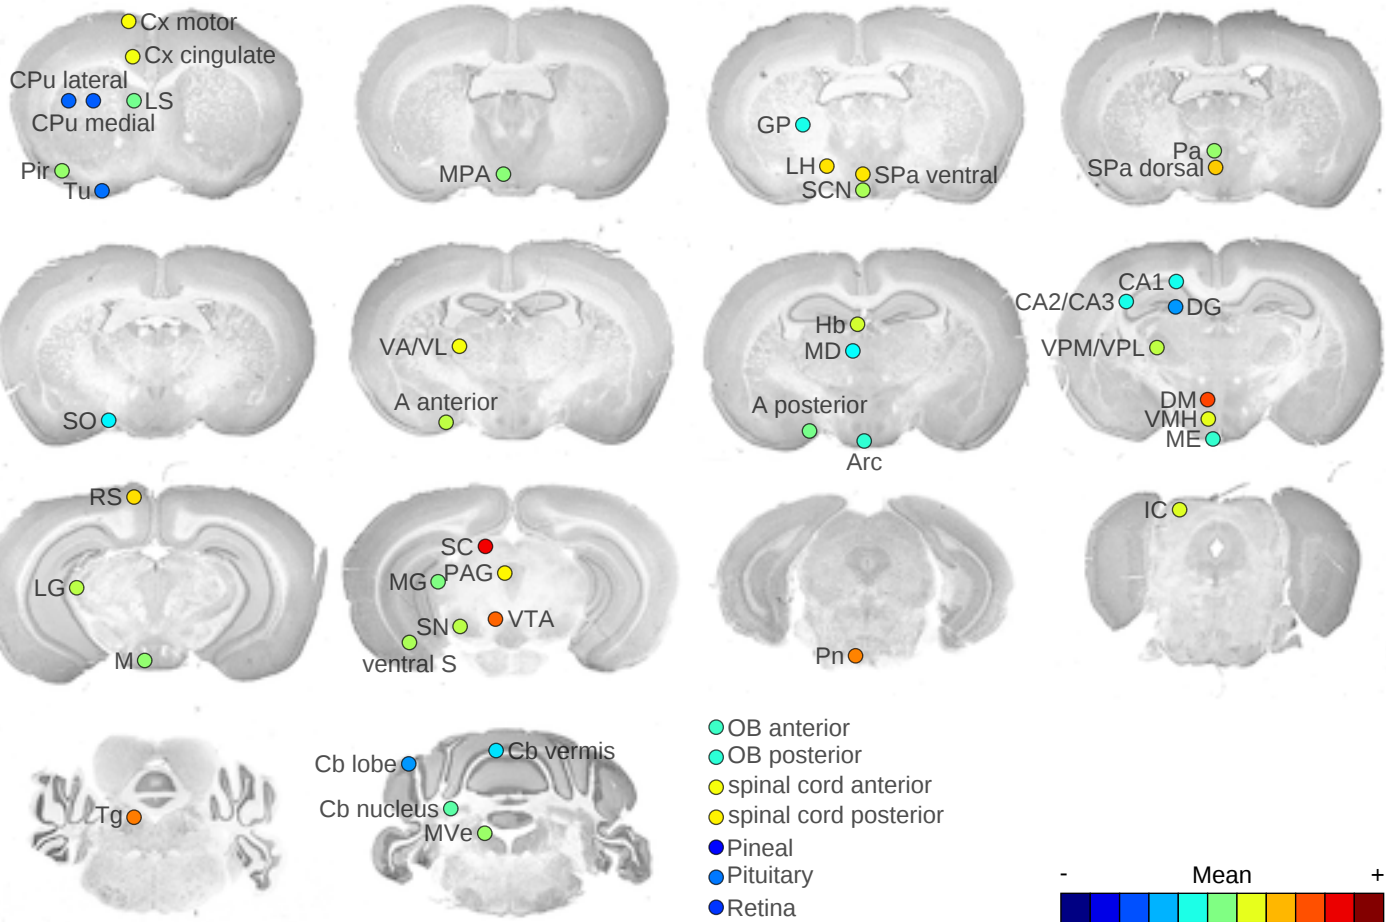 Cx motor
Cx cingulate
CPu lateral
LS
CPu medial
Pir
Tu
MPA
GP
LH
SPa ventral
SCN
Pa
SPa dorsal
SO
VA/VL
A anterior
Hb
MD
A posterior
Arc
CA1
CA2/CA3
DG
VPM/VPL
DM
VMH
ME
RS
LG
M
SC
PAG
MG
SN
VTA
ventral S
Pn
IC
Tg
Cb lobe
Cb vermis
Cb nucleus
MVe
OB anterior
OB posterior
spinal cord anterior
spinal cord posterior
Pineal
Pituitary
Retina
- Mean +